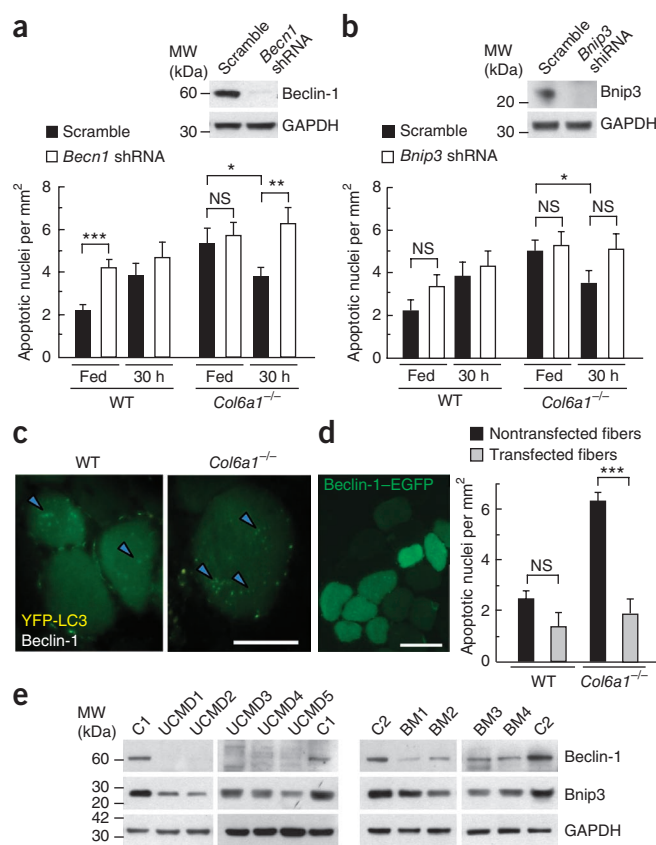 a
MW
(kDa)
Scramble
Becn1
shRNA
60
Beclin-1
30
GAPDH
Scramble
Becn1 shRNA
Apoptotic nuclei per mm²
8
6
4
2
0
***
*
NS
**
Fed
30 h
Fed
30 h
WT
Col6a1–/–
b
MW
(kDa)
Scramble
Bnip3
shiRNA
20
Bnip3
30
GAPDH
Scramble
Bnip3 shRNA
Apoptotic nuclei per mm²
8
6
4
2
0
NS
*
NS
NS
Fed
30 h
Fed
30 h
WT
Col6a1–/–
c
WT
Col6a1–/–
YFP-LC3
Beclin-1
d
Beclin-1–EGFP
Nontransfected fibers
Transfected fibers
Apoptotic nuclei per mm²
6
4
2
0
NS
***
WT
Col6a1–/–
e
MW
(kDa)
C1
UCMD1
UCMD2
UCMD3
UCMD4
UCMD5
C1
C2
BM1
BM2
BM3
BM4
C2
60
Beclin-1
30
20
Bnip3
42
30
GAPDH